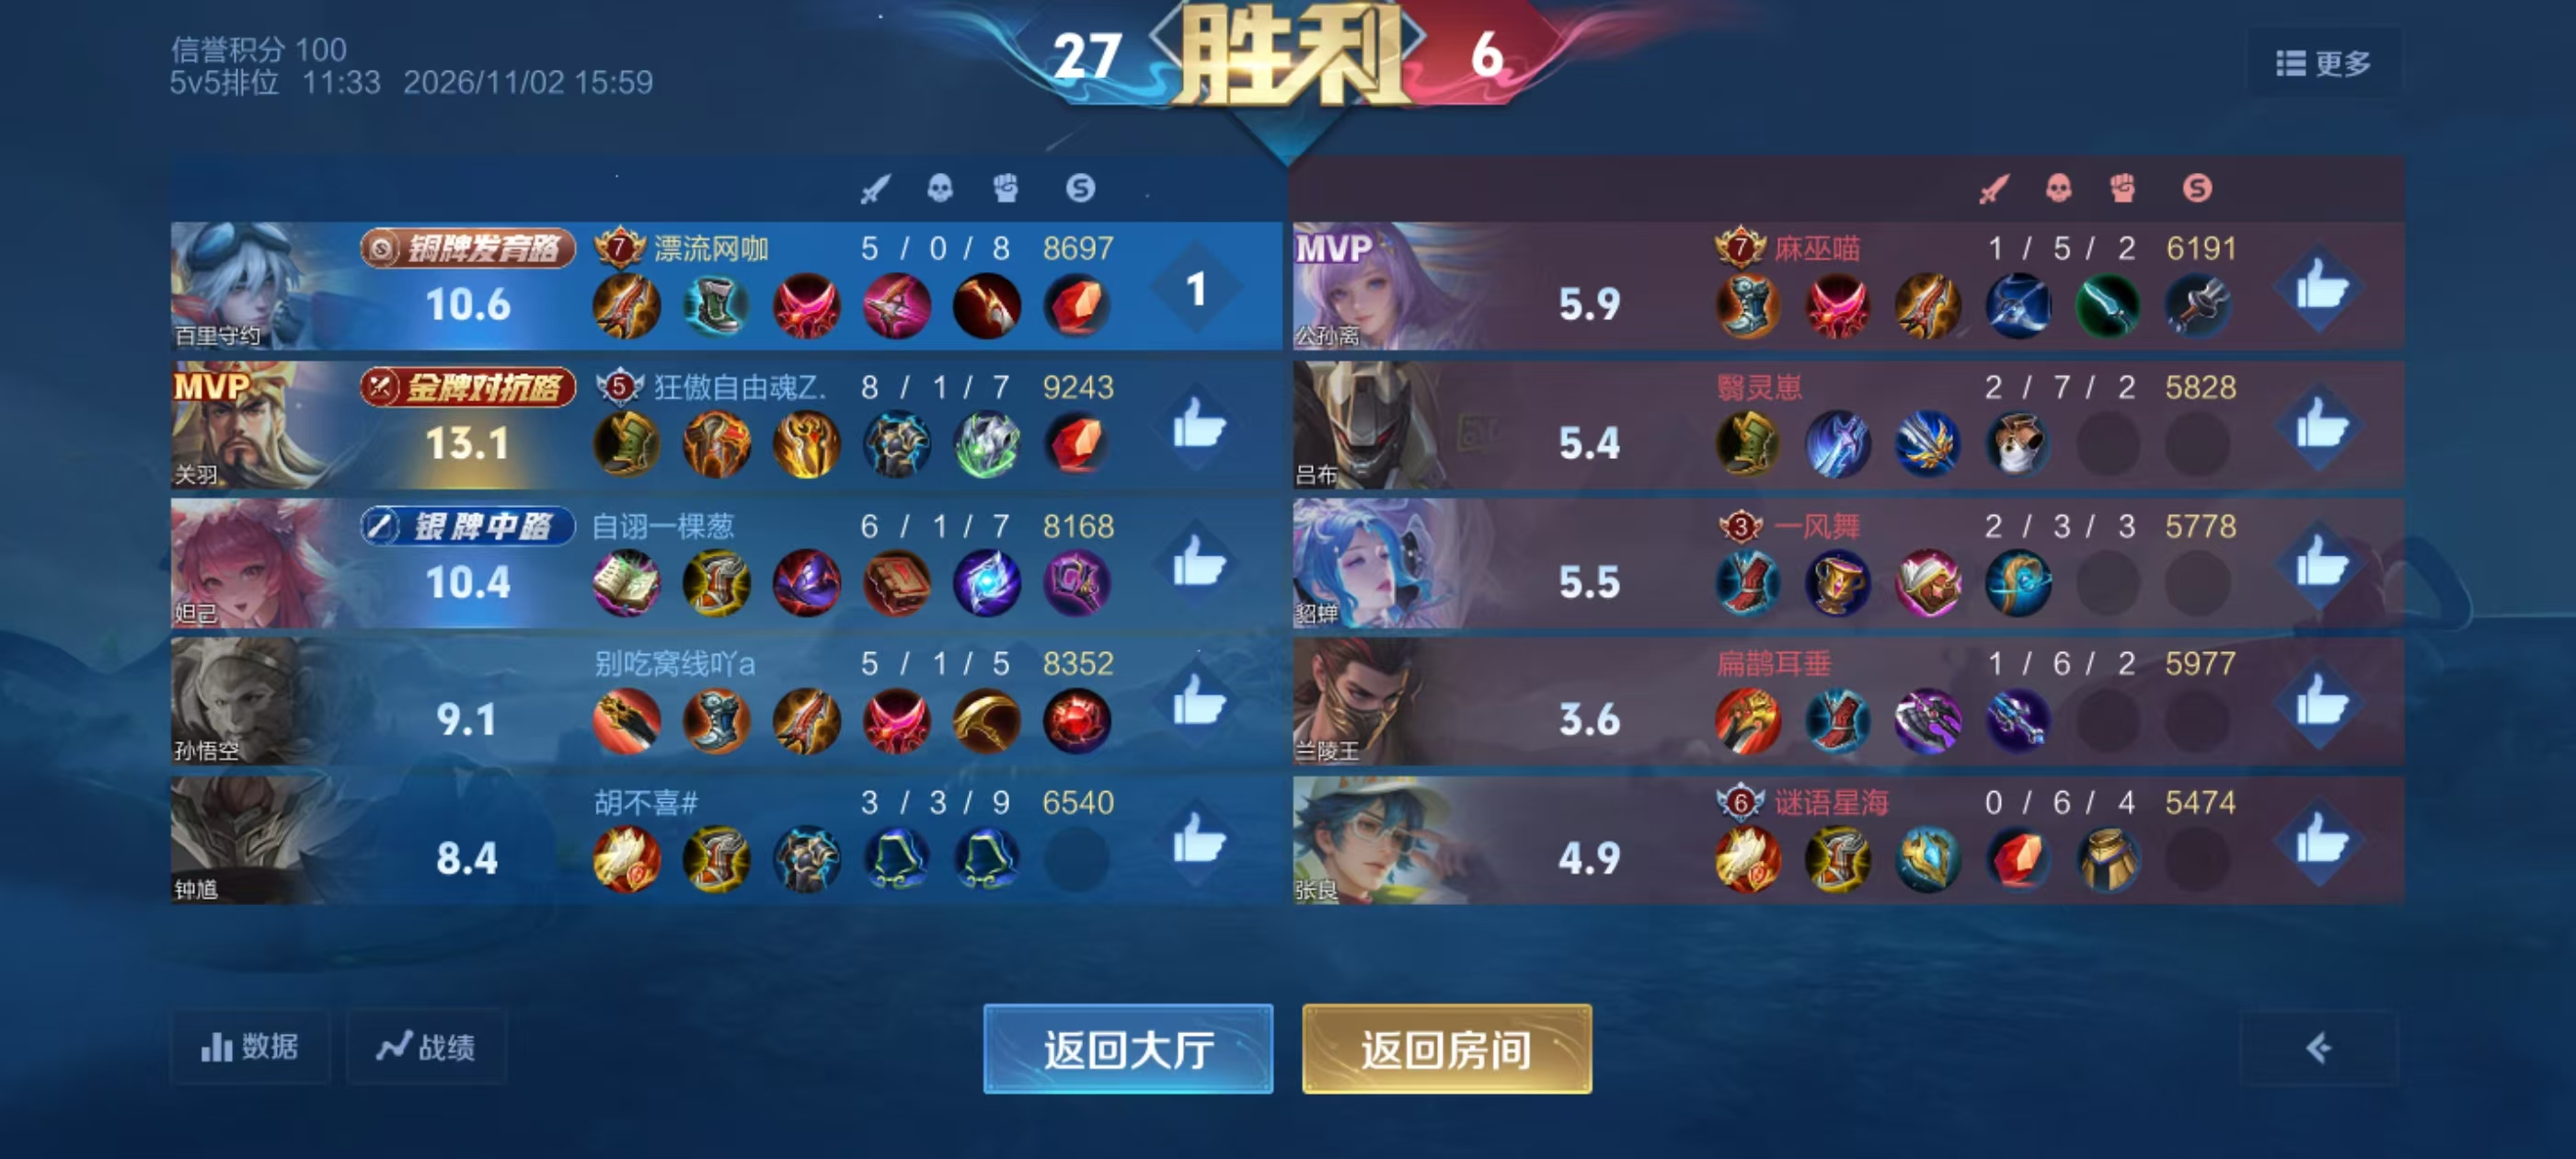 信誉积分 100
5v5排位 11:33 2026/11/02 15:59
27 胜利 6
更多
铜牌发育路 7 漂流网咖 5 / 0 / 8 8697
10.6 1
百里守约
MVP 金牌对抗路 5 狂傲自由魂Z. 8 / 1 / 7 9243
13.1
关羽
银牌中路 自诩一棵葱 6 / 1 / 7 8168
10.4
妲己
别吃窝线吖a 5 / 1 / 5 8352
9.1
孙悟空
胡不喜# 3 / 3 / 9 6540
8.4
钟馗
MVP 7 麻巫喵 1 / 5 / 2 6191
5.9
公孙离
翳灵崽 2 / 7 / 2 5828
5.4
吕布
3 一风舞 2 / 3 / 3 5778
5.5
貂蝉
扁鹊耳垂 1 / 6 / 2 5977
3.6
兰陵王
6 谜语星海 0 / 6 / 4 5474
4.9
张良
数据 战绩 返回大厅 返回房间